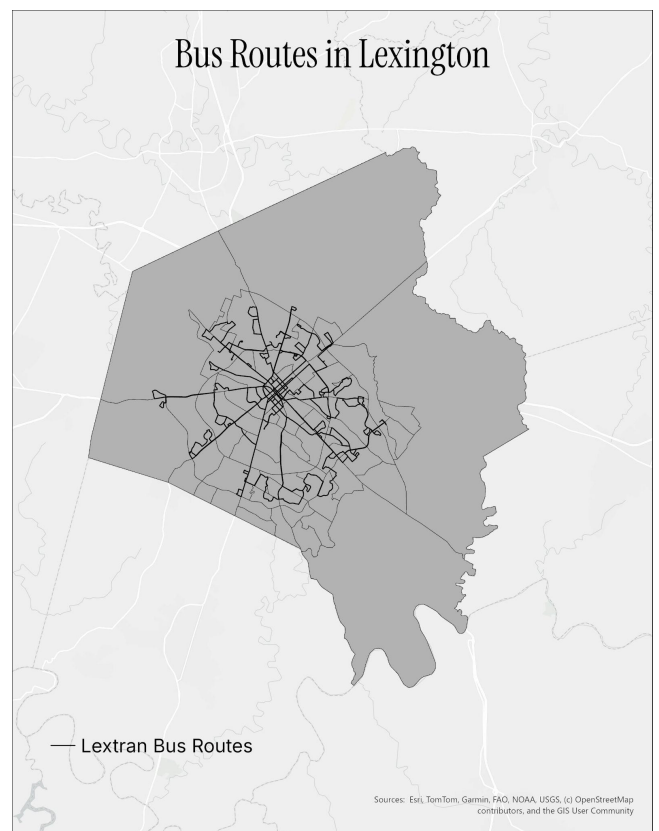 Bus Routes in Lexington
Lextran Bus Routes
Sources: Esri, TomTom, Garmin, FAO, NOAA, USGS, (c) OpenStreetMap
contributors, and the GIS User Community